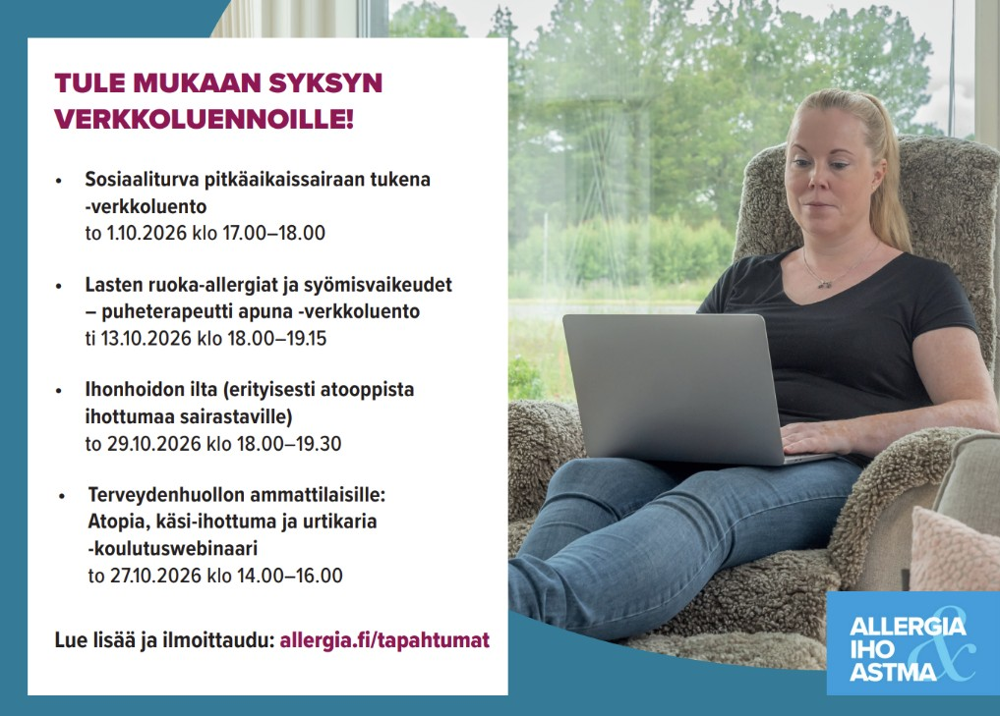 TULE MUKAAN SYKSYN
VERKKOLUENNOILLE!
• Sosiaaliturva pitkäaikaissairaan tukena
-verkkoluento
to 1.10.2026 klo 17.00–18.00
• Lasten ruoka-allergiat ja syömisvaikeudet
– puheterapeutti apuna -verkkoluento
ti 13.10.2026 klo 18.00–19.15
• Ihonhoidon ilta (erityisesti atooppista
ihottumaa sairastaville)
to 29.10.2026 klo 18.00–19.30
• Terveydenhuollon ammattilaisille:
Atopia, käsi-ihottuma ja urtikaria
-koulutuswebinaari
to 27.10.2026 klo 14.00–16.00
Lue lisää ja ilmoittaudu: allergia.fi/tapahtumat
ALLERGIA
IHO
ASTMA &